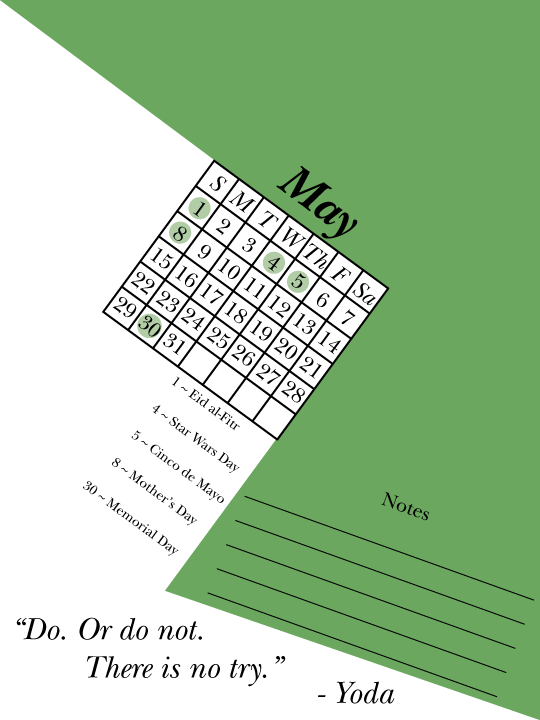 May
S M T W Th F Sa
1 2 3 4 5 6 7
8 9 10 11 12 13 14
15 16 17 18 19 20 21
22 23 24 25 26 27 28
29 30 31
1 ~ Eid al-Fitr
4 ~ Star Wars Day
5 ~ Cinco de Mayo
8 ~ Mother's Day
30 ~ Memorial Day
Notes
“Do. Or do not.
There is no try.”
- Yoda